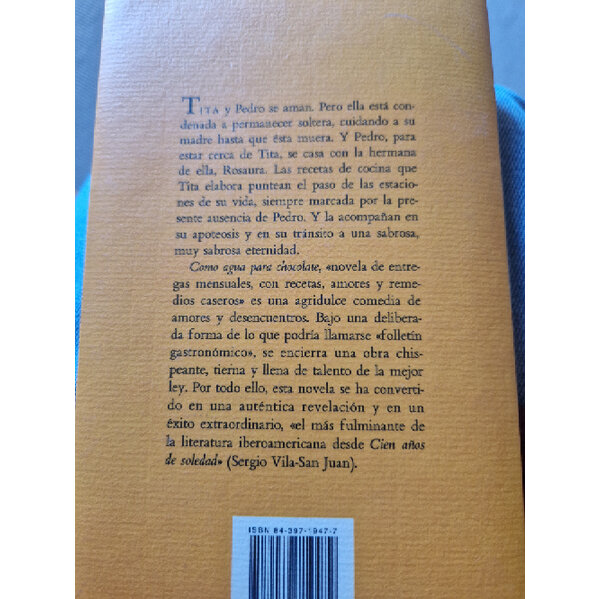 TITA y Pedro se aman. Pero ella está con-
denada a permanecer soltera, cuidando a su
madre hasta que ésta muera. Y Pedro, para
estar cerca de Tita, se casa con la hermana
de ella, Rosaura. Las recetas de cocina que
Tita elabora puntean el paso de las estacio-
nes de su vida, siempre marcada por la pre-
sente ausencia de Pedro. Y la acompañan en
su apoteosis y en su tránsito a una sabrosa,
muy sabrosa eternidad.
Como agua para chocolate, «novela de entre-
gas mensuales, con recetas, amores y reme-
dios caseros» es una agridulce comedia de
amores y desencuentros. Bajo una delibera-
da forma de lo que podría llamarse «folletín
gastronómico», se encierra una obra chis-
peante, tierna y llena de talento de la mejor
ley. Por todo ello, esta novela se ha converti-
do en una auténtica revelación y en un
éxito extraordinario, «el más fulminante de
la literatura iberoamericana desde Cien años
de soledad» (Sergio Vila-San Juan).
ISBN 84-397-1947-7